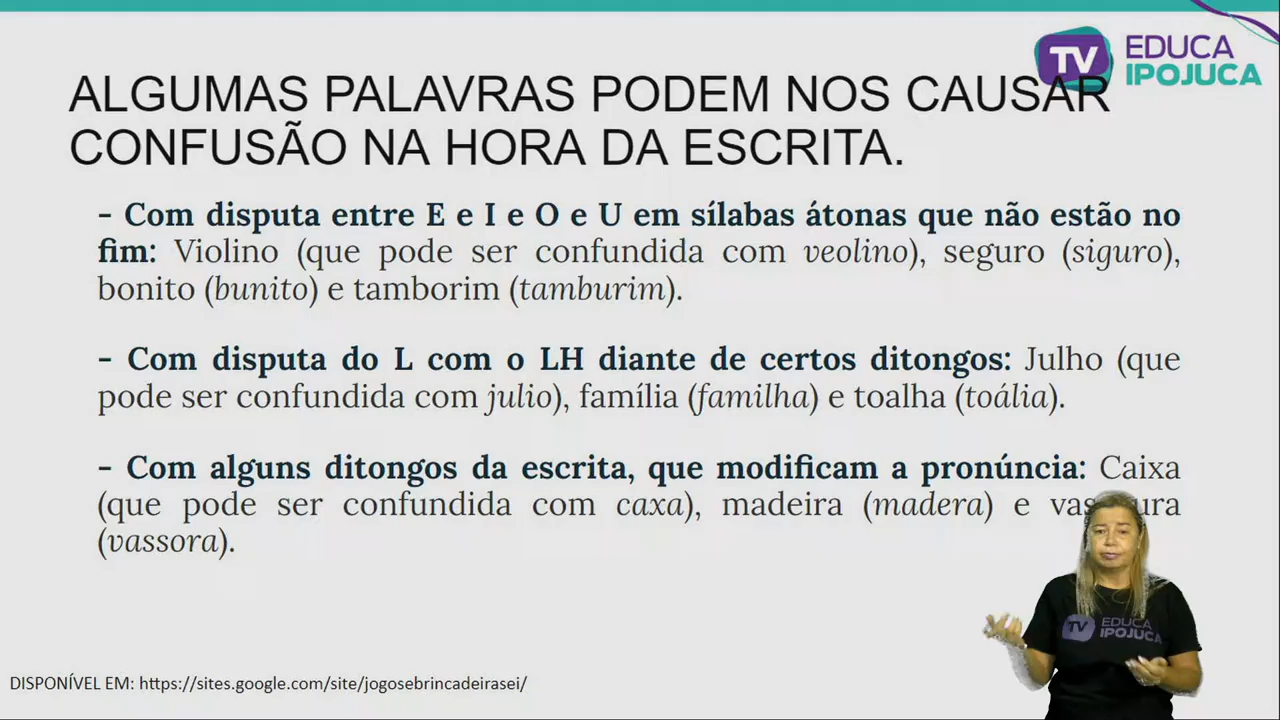 TV EDUCA
IPOJUCA
ALGUMAS PALAVRAS PODEM NOS CAUSAR
CONFUSÃO NA HORA DA ESCRITA.
- Com disputa entre E e I e O e U em sílabas átonas que não estão no
fim: Violino (que pode ser confundida com veolino), seguro (siguro),
bonito (bunito) e tamborim (tamburim).
- Com disputa do L com o LH diante de certos ditongos: Julho (que
pode ser confundida com julio), família (familha) e toalha (toália).
- Com alguns ditongos da escrita, que modificam a pronúncia: Caixa
(que pode ser confundida com caxa), madeira (madera) e
(vassora).
TV EDUCA
IPOJUCA
DISPONÍVEL EM: https://sites.google.com/site/jogosebrincadeirasei/